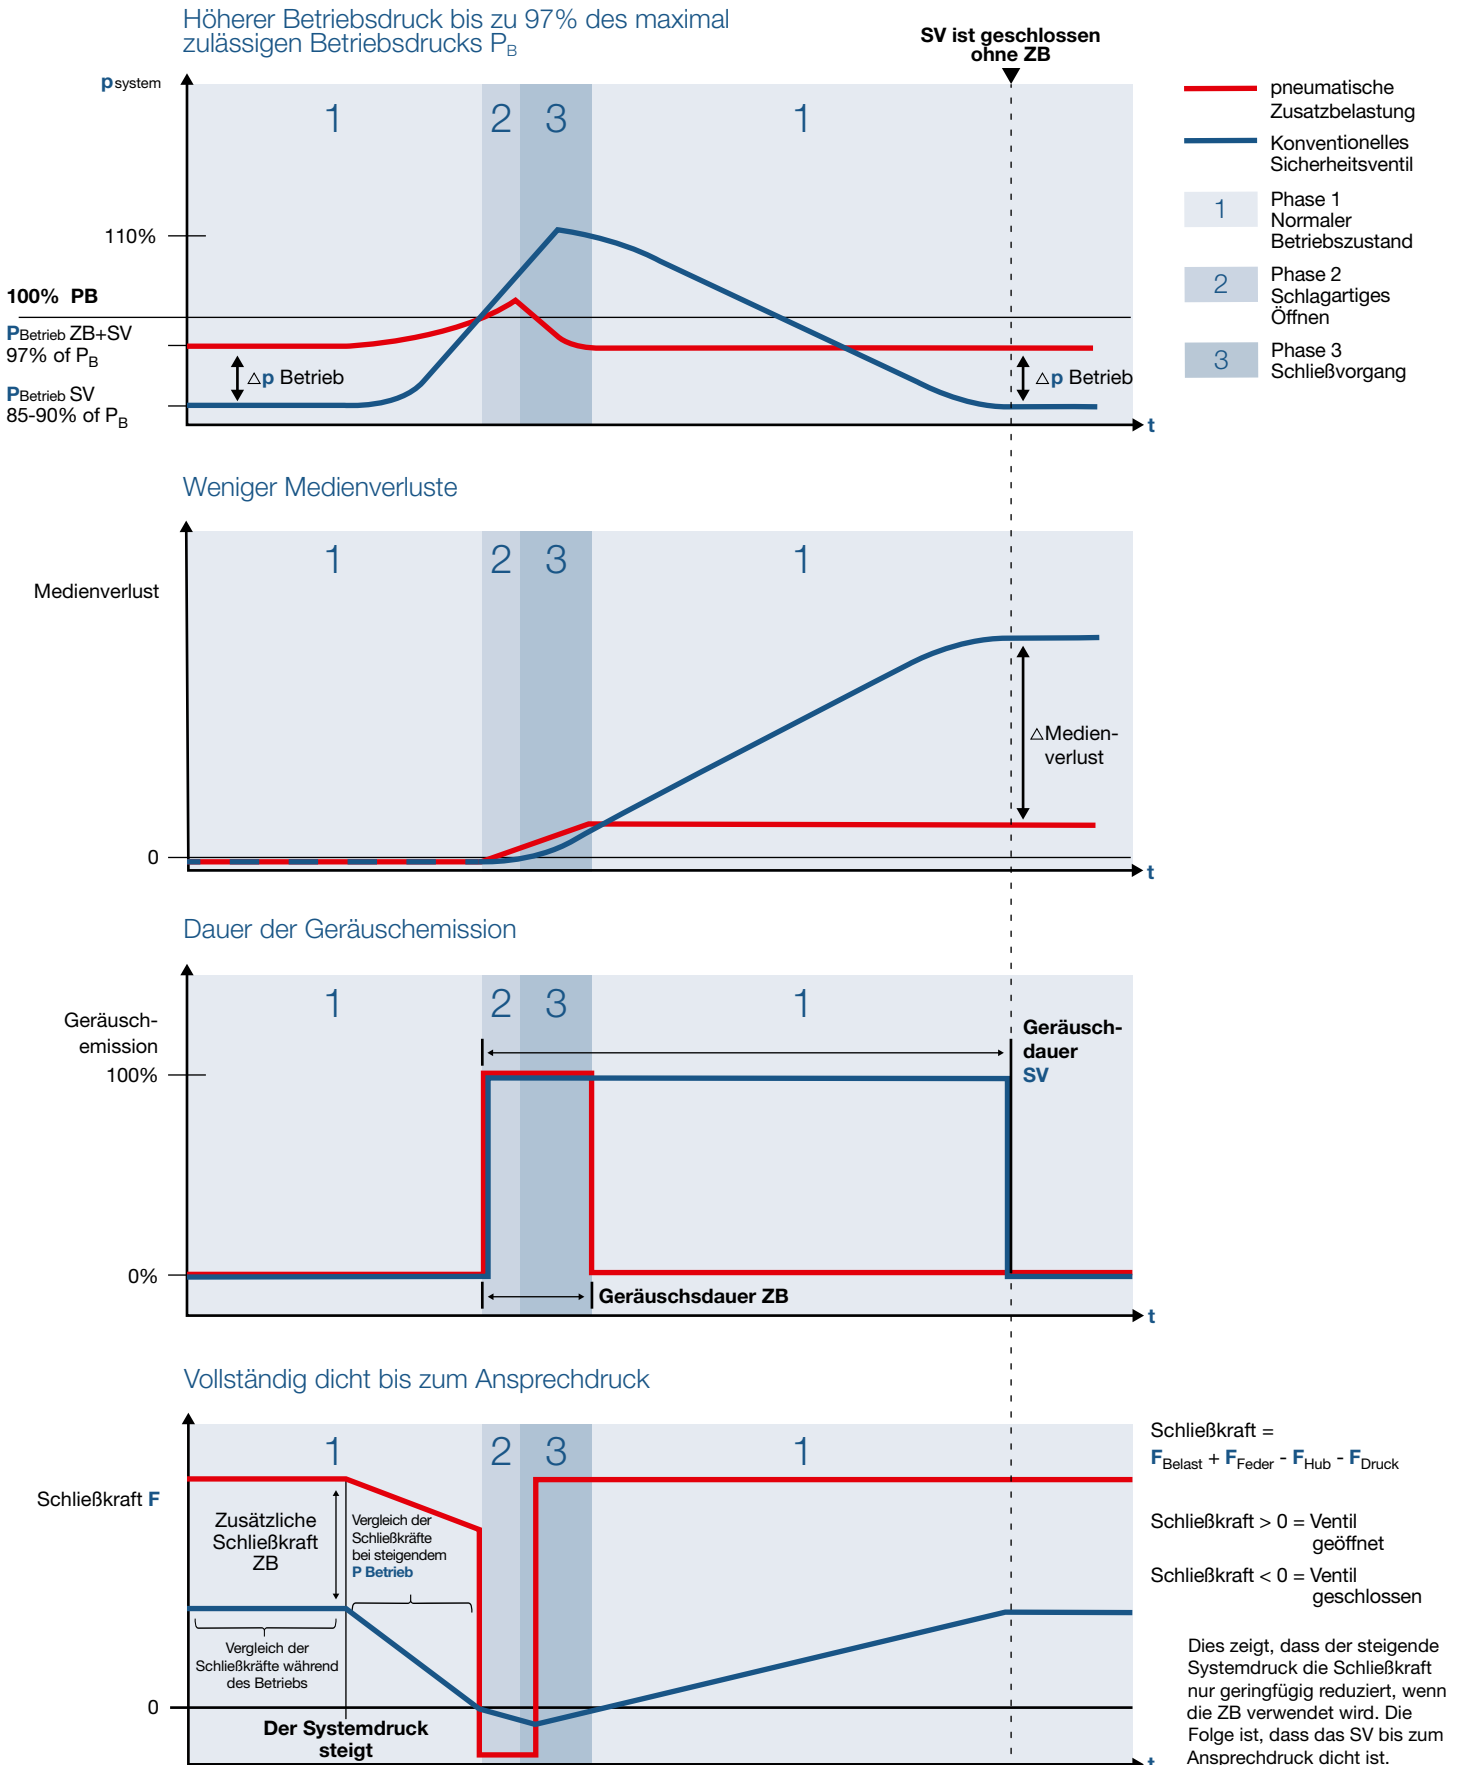 Höherer Betriebsdruck bis zu 97% des maximal
zulässigen Betriebsdrucks PB
SV ist geschlossen
ohne ZB
psystem
1
2
3
1
110%
100% PB
PBetrieb ZB+SV
97% of PB
PBetrieb SV
85-90% of PB
△p Betrieb
△p Betrieb
t
pneumatische
Zusatzbelastung
Konventionelles
Sicherheitsventil
1
Phase 1
Normaler
Betriebszustand
2
Phase 2
Schlagartiges
Öffnen
3
Phase 3
Schließvorgang
Weniger Medienverluste
Medienverlust
1
2
3
1
△Medien-
verlust
0
t
Dauer der Geräuschemission
1
2
3
1
Geräusch-
emission
100%
Geräusch-
dauer
SV
0%
Geräuschsdauer ZB
t
Vollständig dicht bis zum Ansprechdruck
1
2
3
1
Schließkraft F
Zusätzliche
Schließkraft
ZB
Vergleich der
Schließkräfte
bei steigendem
P Betrieb
Vergleich der
Schließkräfte während
des Betriebs
0
Der Systemdruck
steigt
t
Schließkraft =
FBelast + FFeder - FHub - FDruck
Schließkraft > 0 = Ventil
geöffnet
Schließkraft < 0 = Ventil
geschlossen
Dies zeigt, dass der steigende
Systemdruck die Schließkraft
nur geringfügig reduziert, wenn
die ZB verwendet wird. Die
Folge ist, dass das SV bis zum
Ansprechdruck dicht ist.